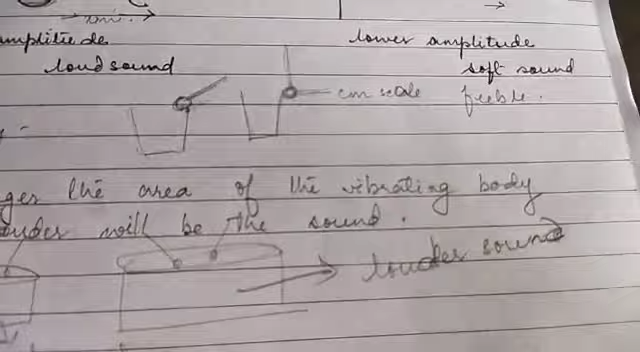 amplitude lower amplitude
loud sound soft sound
cm scale feeble.
ger the area of the vibrating body
ouder will be the sound.
louder sound